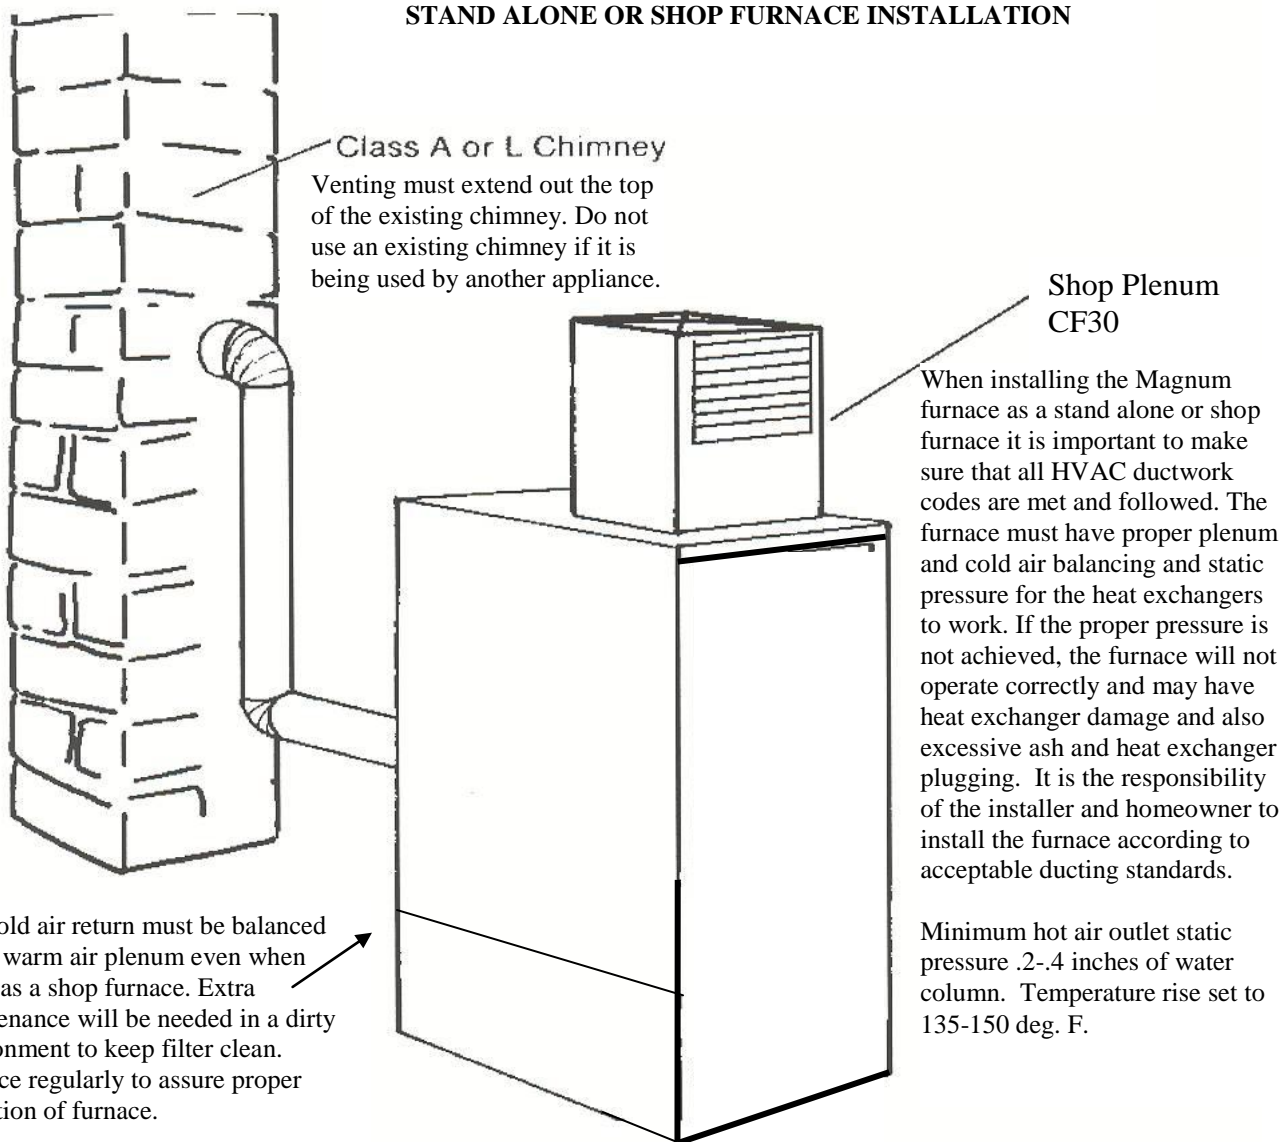 STAND ALONE OR SHOP FURNACE INSTALLATION
Class A or L Chimney
Venting must extend out the top
of the existing chimney. Do not
use an existing chimney if it is
being used by another appliance.
Shop Plenum
CF30
When installing the Magnum
furnace as a stand alone or shop
furnace it is important to make
sure that all HVAC ductwork
codes are met and followed. The
furnace must have proper plenum
and cold air balancing and static
pressure for the heat exchangers
to work. If the proper pressure is
not achieved, the furnace will not
operate correctly and may have
heat exchanger damage and also
excessive ash and heat exchanger
plugging. It is the responsibility
of the installer and homeowner to
install the furnace according to
acceptable ducting standards.
Minimum hot air outlet static
pressure .2-.4 inches of water
column. Temperature rise set to
135-150 deg. F.
old air return must be balanced
warm air plenum even when
as a shop furnace. Extra
enance will be needed in a dirty
onment to keep filter clean.
ce regularly to assure proper
tion of furnace.